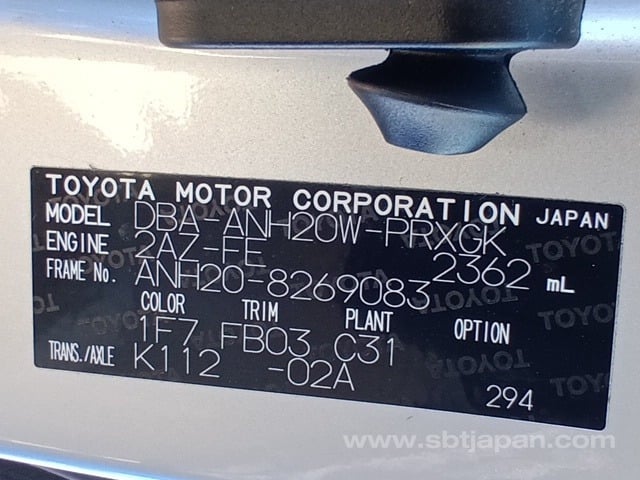 TOYOTA MOTOR CORPORATION JAPAN
MODEL DBA-ANH20W-PRXGK
ENGINE 2AZ-FE 2362 mL
FRAME No. ANH20-8269083
COLOR TRIM PLANT OPTION
1F7 FB03 C31
TRANS./AXLE K112 -02A
294
www.sbtjapan.com